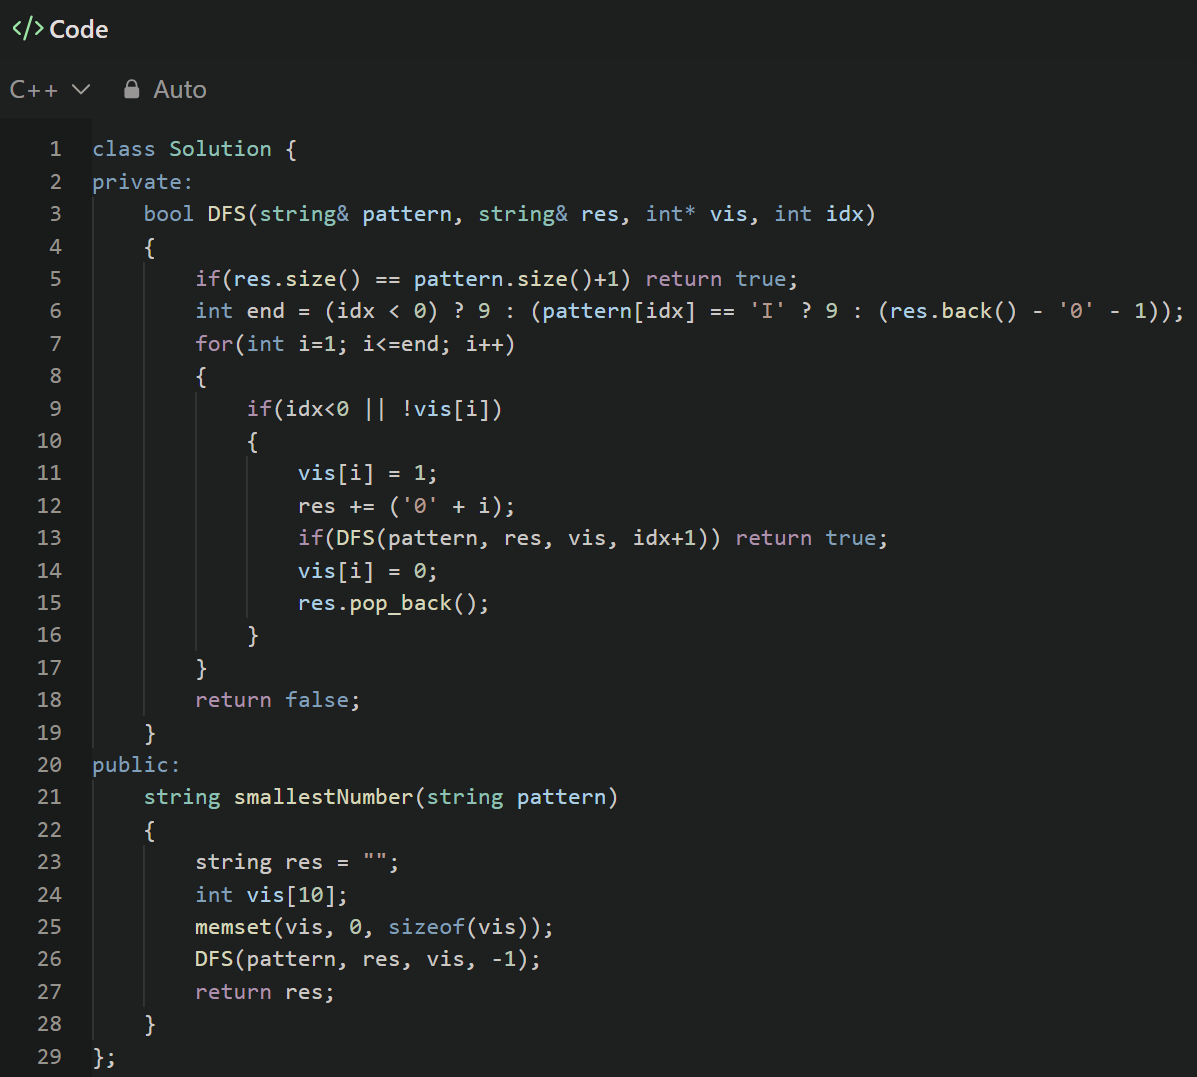 </> Code
C++ Auto
1 class Solution {
2 private:
3     bool DFS(string& pattern, string& res, int* vis, int idx)
4     {
5         if(res.size() == pattern.size()+1) return true;
6         int end = (idx < 0) ? 9 : (pattern[idx] == 'I' ? 9 : (res.back() - '0' - 1));
7         for(int i=1; i<=end; i++)
8         {
9             if(idx<0 || !vis[i])
10             {
11                 vis[i] = 1;
12                 res += ('0' + i);
13                 if(DFS(pattern, res, vis, idx+1)) return true;
14                 vis[i] = 0;
15                 res.pop_back();
16             }
17         }
18         return false;
19     }
20 public:
21     string smallestNumber(string pattern)
22     {
23         string res = "";
24         int vis[10];
25         memset(vis, 0, sizeof(vis));
26         DFS(pattern, res, vis, -1);
27         return res;
28     }
29 };